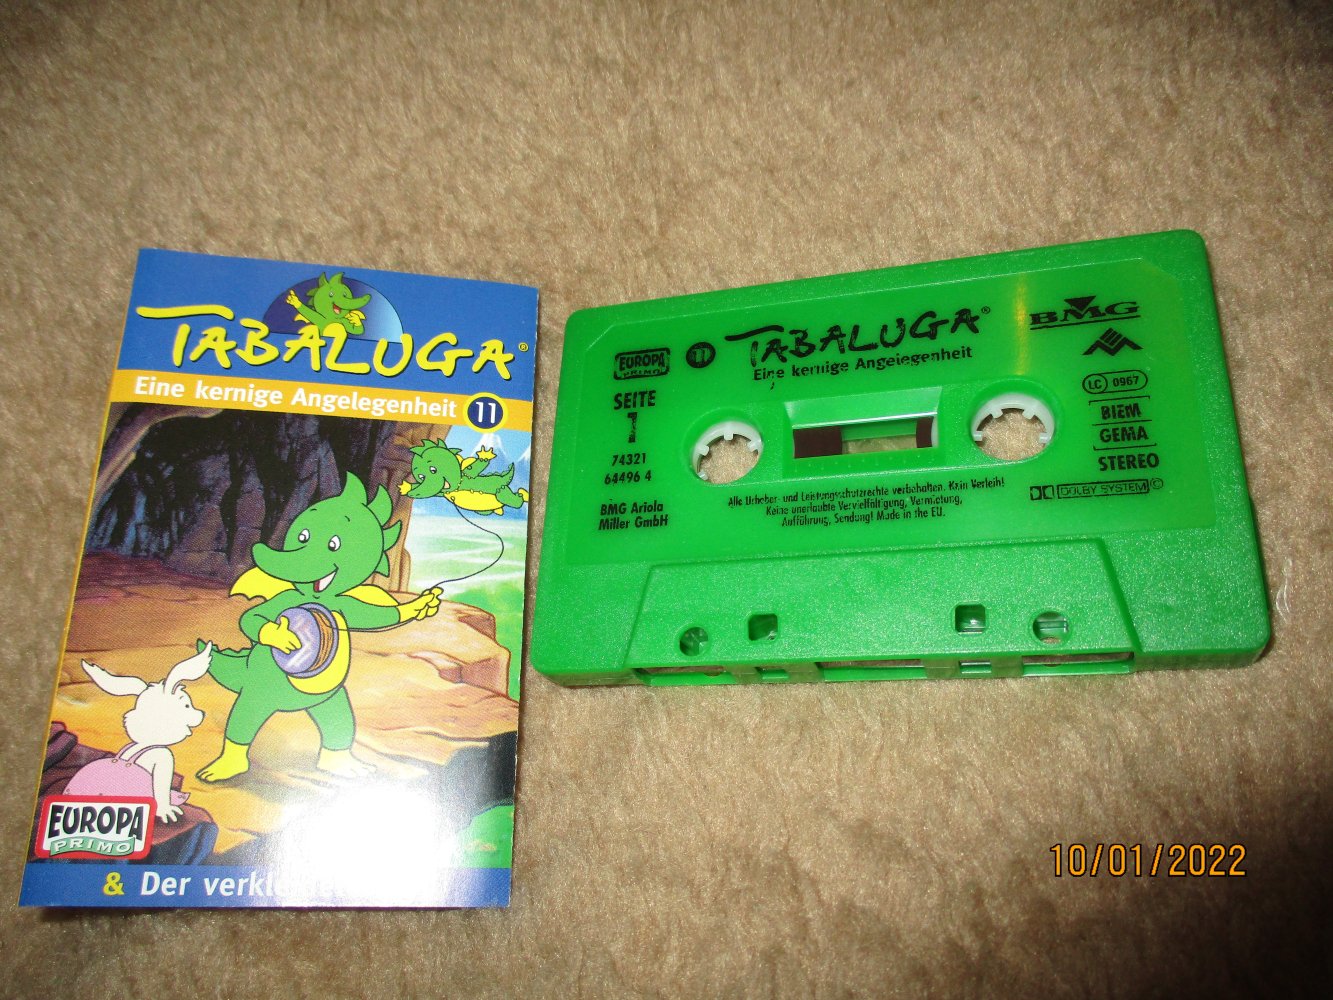 TABALUGA®
Eine kernige Angelegenheit 11
EUROPA
PRIMO
& Der
EUROPA
PRIMO
11
TABALUGA®
Eine kernige Angelegenheit
SEITE
1
74321
64496 4
BMG Ariola
Miller GmbH
Alle Urheber- und Leistungsschutzrechte vorbehalten. Kein Verleih!
Keine unerlaubte Vervielfältigung, Vermietung,
Aufführung, Sendung! Made in the EU.
BMG
LC 0967
BIEM
GEMA
STEREO
DOLBY SYSTEM©
10/01/2022